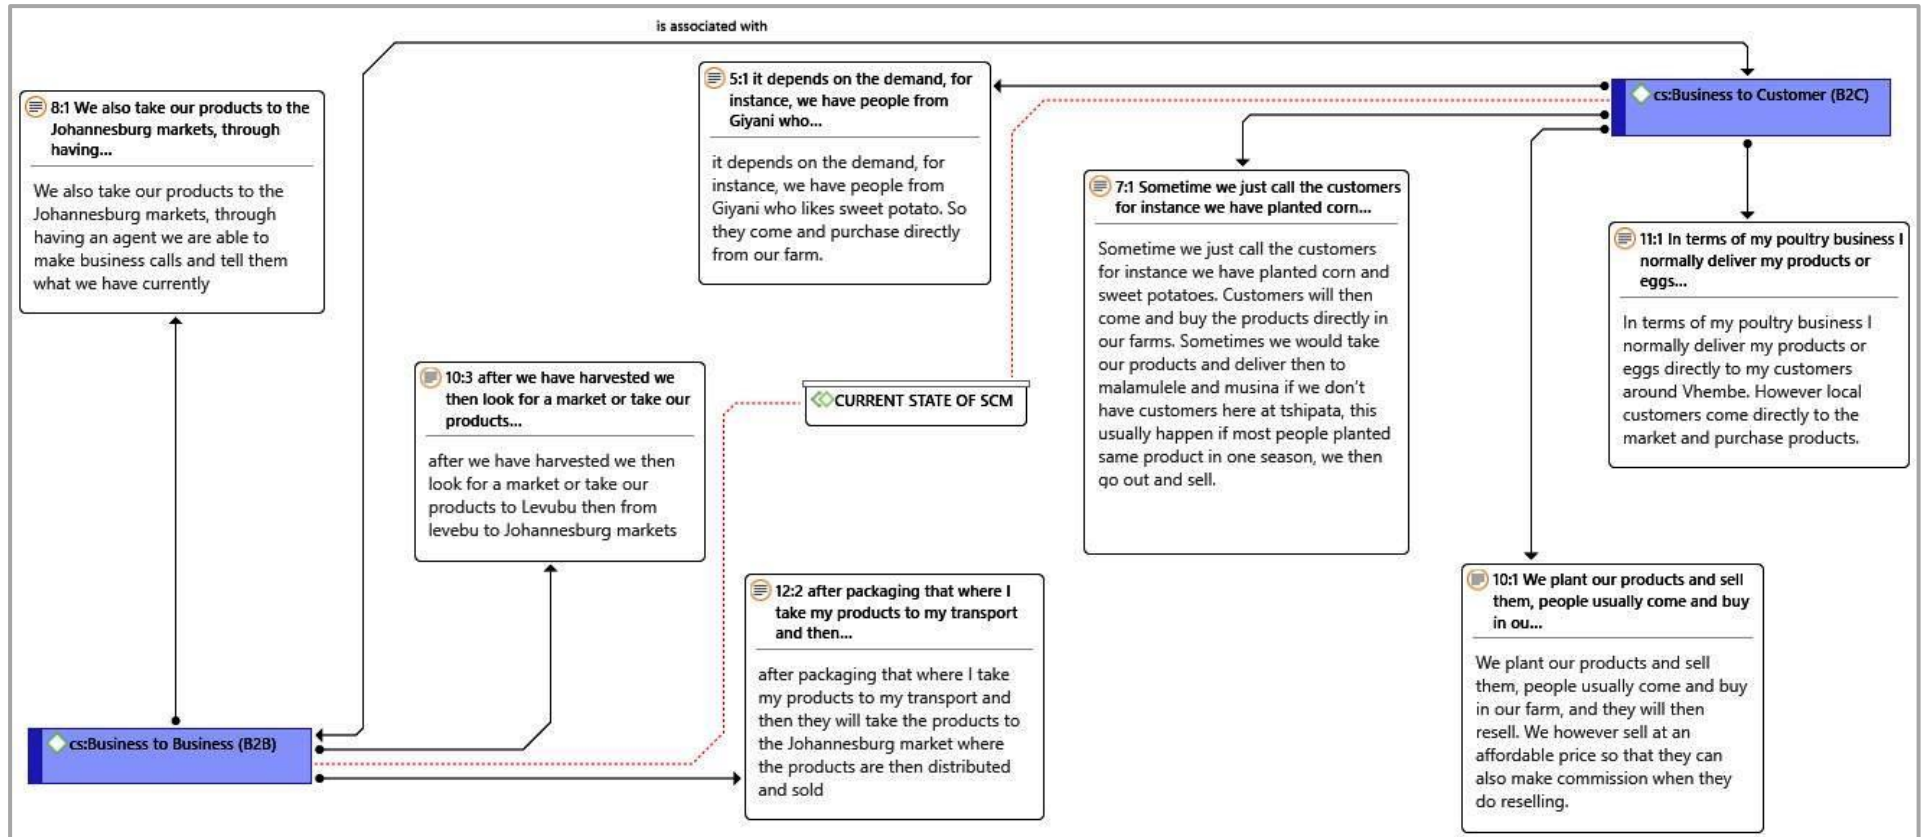 is associated with
8:1 We also take our products to the
Johannesburg markets, through
having...
We also take our products to the
Johannesburg markets, through
having an agent we are able to
make business calls and tell them
what we have currently
5:1 it depends on the demand, for
instance, we have people from
Giyani who...
it depends on the demand, for
instance, we have people from
Giyani who likes sweet potato. So
they come and purchase directly
from our farm.
cs:Business to Customer (B2C)
7:1 Sometime we just call the customers
for instance we have planted corn...
Sometime we just call the customers
for instance we have planted corn and
sweet potatoes. Customers will then
come and buy the products directly in
our farms. Sometimes we would take
our products and deliver then to
malamulele and musina if we don't
have customers here at tshipata, this
usually happen if most people planted
same product in one season, we then
go out and sell.
11:1 In terms of my poultry business I
normally deliver my products or
eggs...
In terms of my poultry business I
normally deliver my products or
eggs directly to my customers
around Vhembe. However local
customers come directly to the
market and purchase products.
10:3 after we have harvested we
then look for a market or take our
products...
after we have harvested we then
look for a market or take our
products to Levubu then from
levebu to Johannesburg markets
CURRENT STATE OF SCM
12:2 after packaging that where I
take my products to my transport
and then...
after packaging that where I take
my products to my transport and
then they will take the products to
the Johannesburg market where
the products are then distributed
and sold
10:1 We plant our products and sell
them, people usually come and buy
in ou...
We plant our products and sell
them, people usually come and buy
in our farm, and they will then
resell. We however sell at an
affordable price so that they can
also make commission when they
do reselling.
cs:Business to Business (B2B)